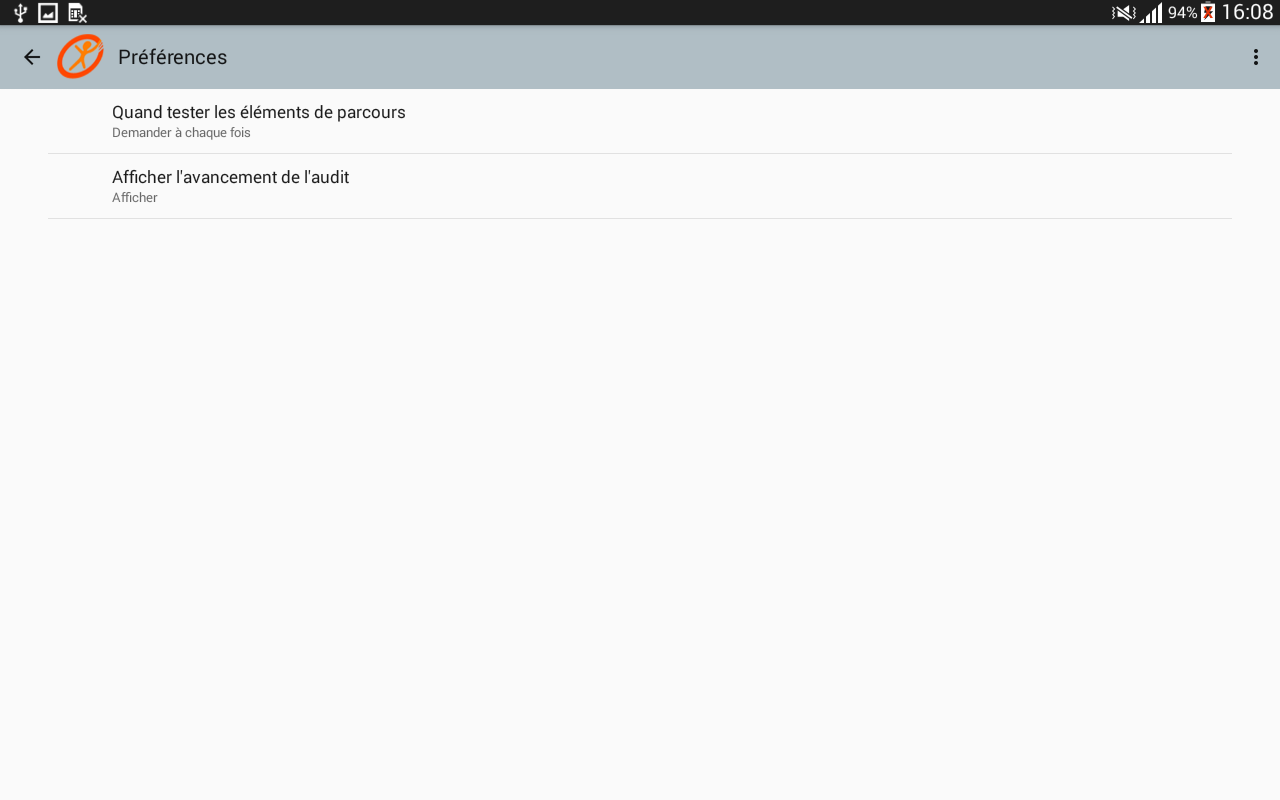 94% 16:08
Préférences
Quand tester les éléments de parcours
Demander à chaque fois
Afficher l'avancement de l'audit
Afficher